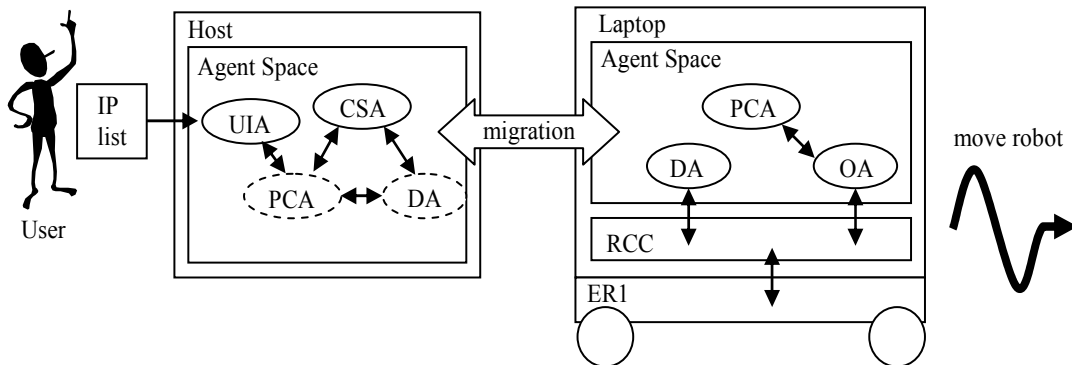 User
IP
list
Host
Agent Space
UIA
CSA
PCA
DA
migration
Laptop
Agent Space
PCA
DA
OA
RCC
ER1
move robot